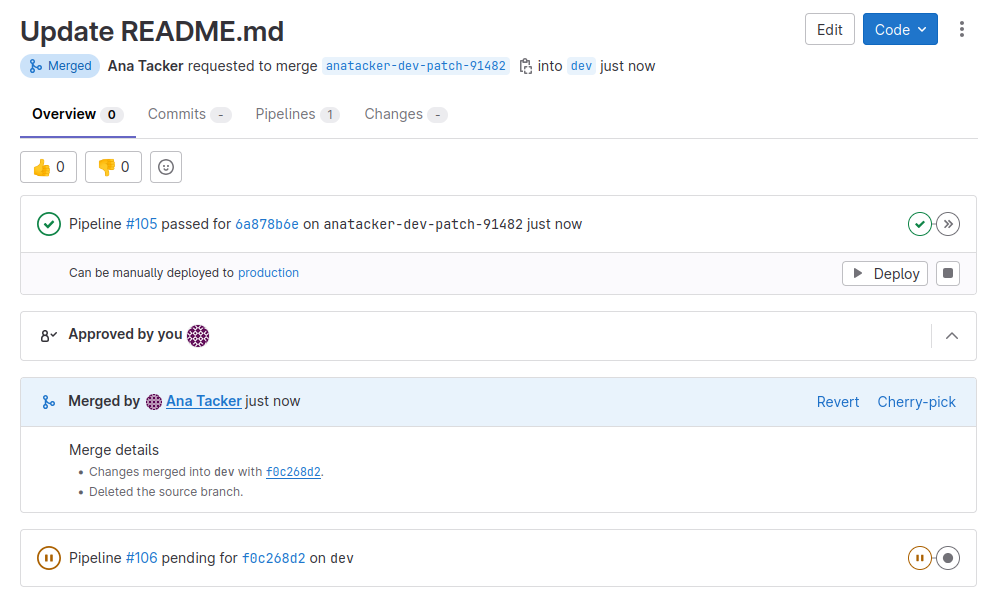 Update README.md
Edit
Code
Merged Ana Tacker requested to merge anatacker-dev-patch-91482 into dev just now
Overview 0 Commits - Pipelines 1 Changes -
0 0
Pipeline #105 passed for 6a878b6e on anatacker-dev-patch-91482 just now
Can be manually deployed to production
Deploy
Approved by you
Merged by Ana Tacker just now
Revert Cherry-pick
Merge details
• Changes merged into dev with f0c268d2.
• Deleted the source branch.
Pipeline #106 pending for f0c268d2 on dev